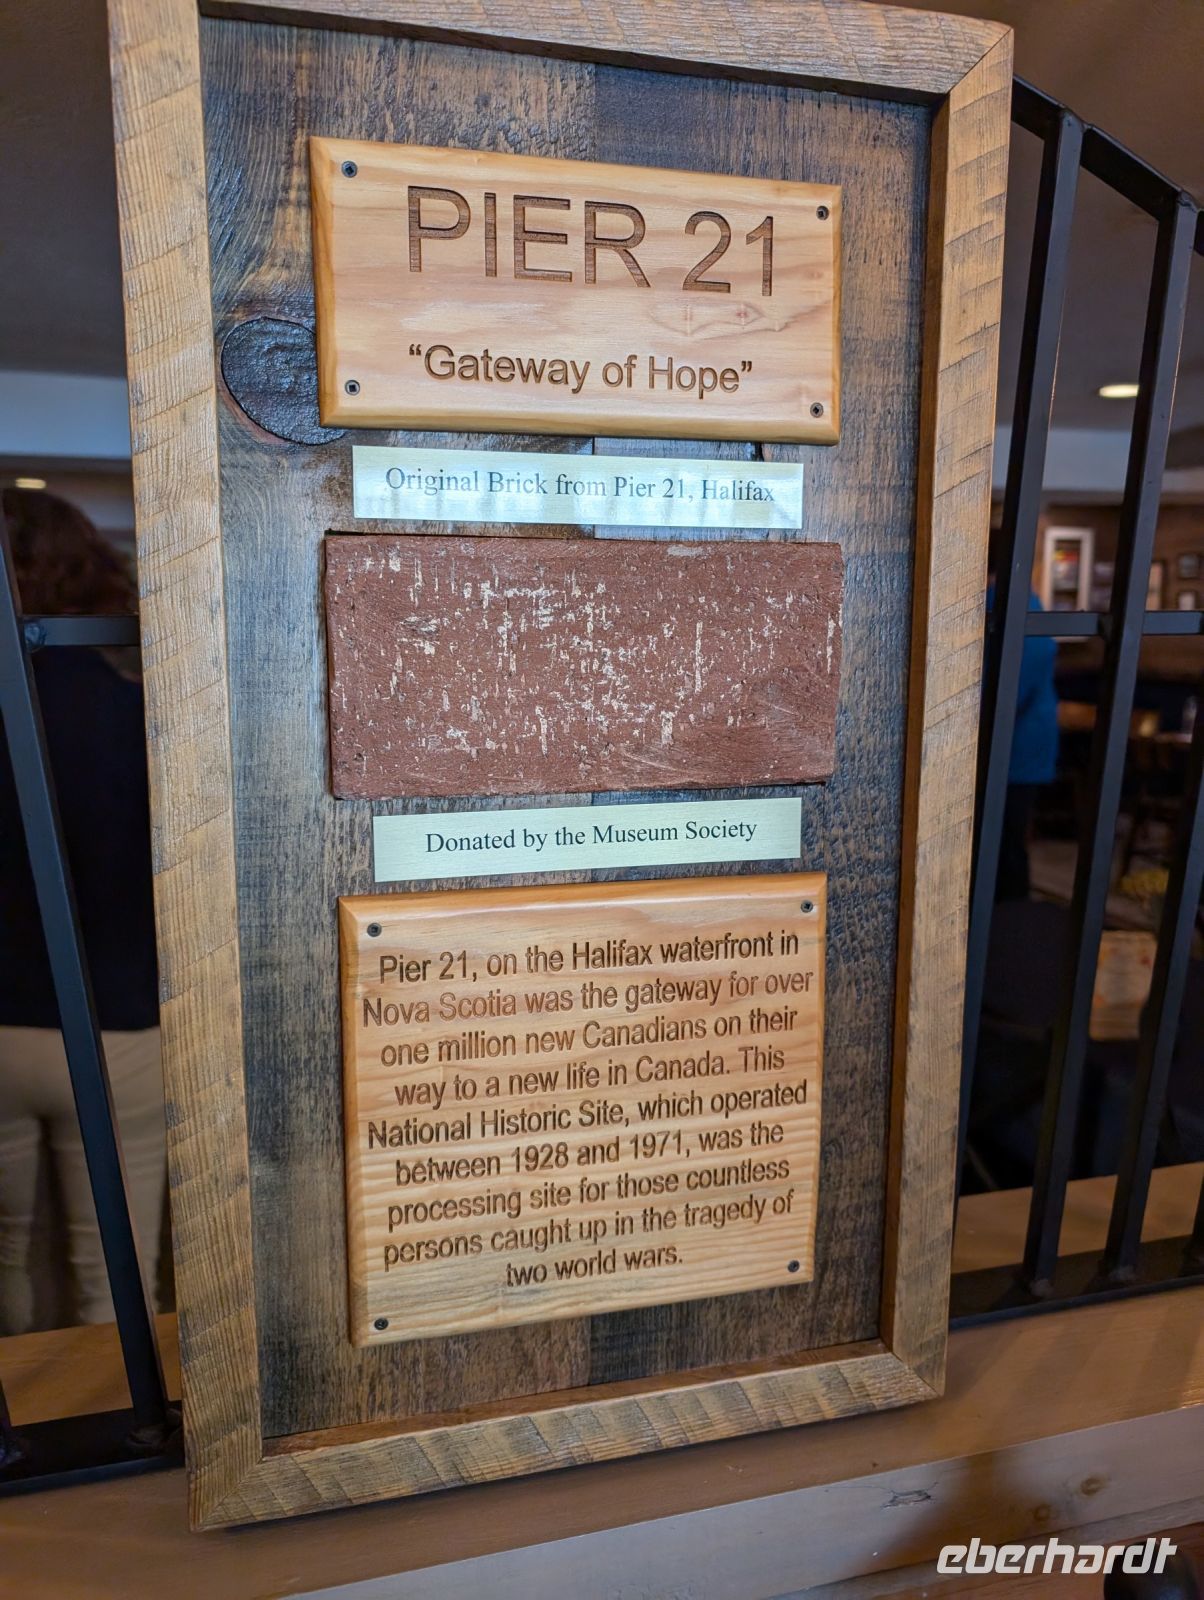 PIER 21
“Gateway of Hope”
Original Brick from Pier 21, Halifax
Donated by the Museum Society
Pier 21, on the Halifax waterfront in
Nova Scotia was the gateway for over
one million new Canadians on their
way to a new life in Canada. This
National Historic Site, which operated
between 1928 and 1971, was the
processing site for those countless
persons caught up in the tragedy of
two world wars.
eberhardt